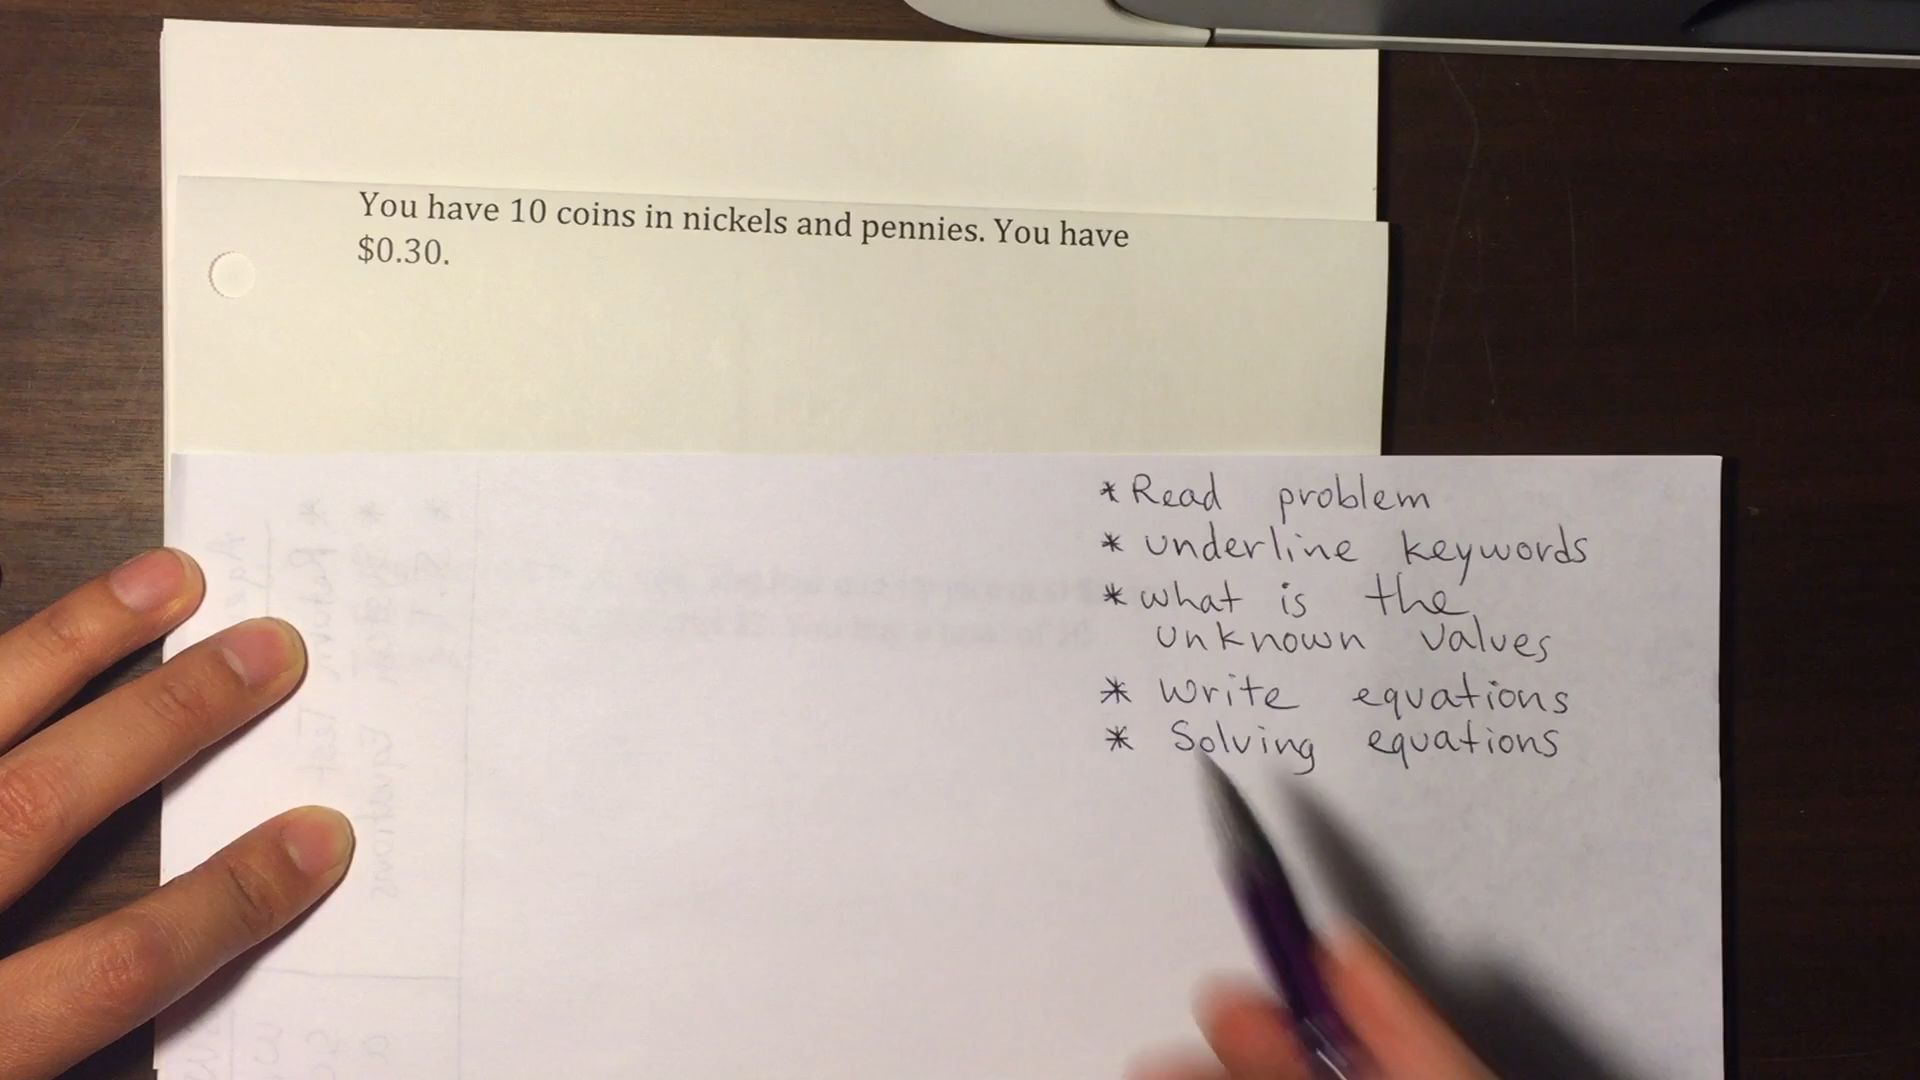 You have 10 coins in nickels and pennies. You have
$0.30.
* Read problem
* underline keywords
* what is the
unknown values
* Write equations
* Solving equations